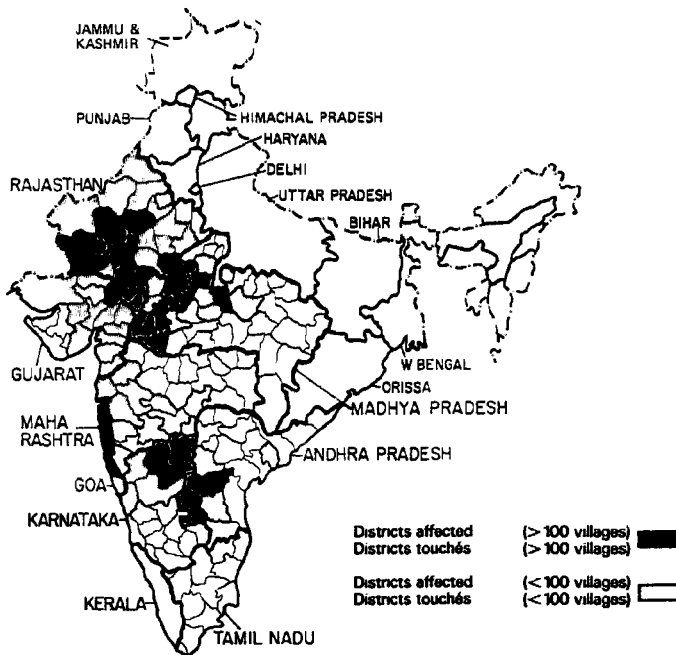 JAMMU &
KASHMIR
PUNJAB
HIMACHAL PRADESH
HARYANA
DELHI
RAJASTHAN
UTTAR PRADESH
BIHAR
GUJARAT
W BENGAL
ORISSA
MADHYA PRADESH
MAHA
RASHTRA
ANDHRA PRADESH
GOA
KARNATAKA
Districts affected (> 100 villages)
Districts touchés (> 100 villages)
Districts affected (< 100 villages)
Districts touchés (< 100 villages)
KERALA
TAMIL NADU